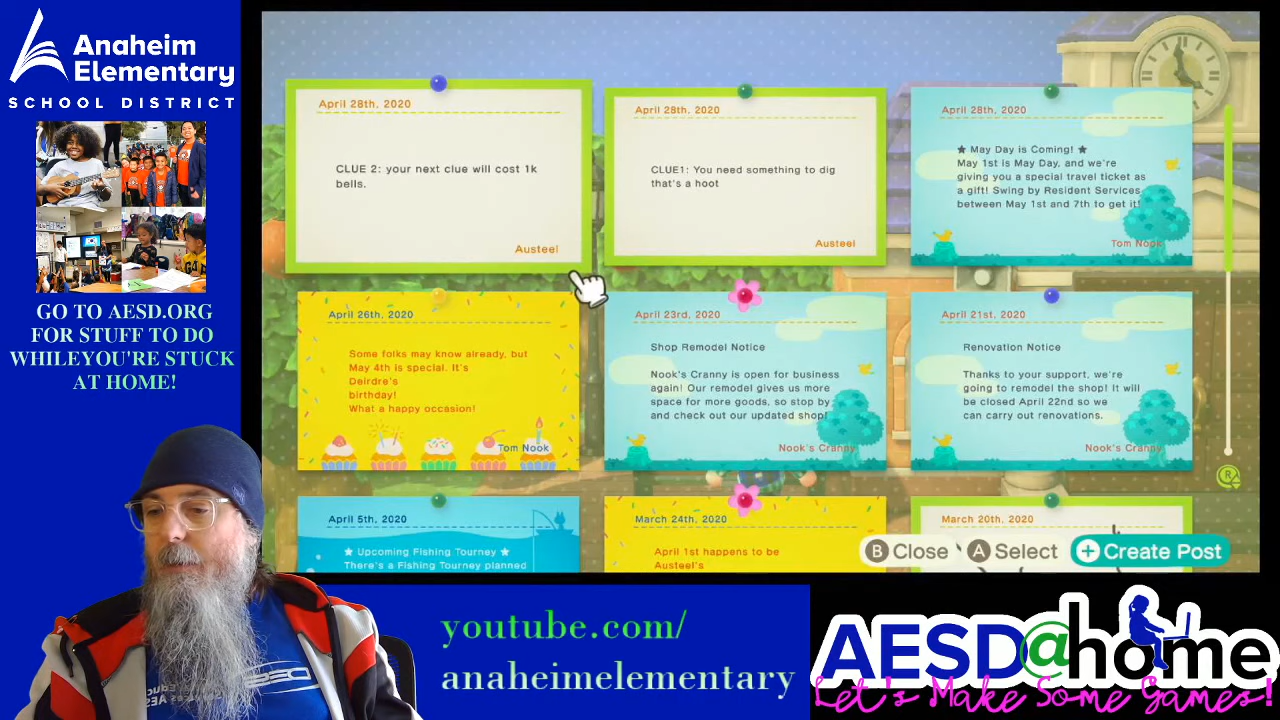 Anaheim
Elementary
SCHOOL DISTRICT
GO TO AESD.ORG
FOR STUFF TO DO
WHILEYOU'RE STUCK
AT HOME!
April 28th, 2020
CLUE 2: your next clue will cost 1k
bells.
Austeel
April 28th, 2020
CLUE1: You need something to dig
that's a hoot
Austeel
April 28th, 2020
★ May Day is Coming! ★
May 1st is May Day, and we're
giving you a special travel ticket as
a gift! Swing by Resident Services
between May 1st and 7th to get it!
Tom Nook
April 26th, 2020
Some folks may know already, but
May 4th is special. It's
Deirdre's
birthday!
What a happy occasion!
Tom Nook
April 23rd, 2020
Shop Remodel Notice
Nook's Cranny is open for business
again! Our remodel gives us more
space for more goods, so stop by
and check out our updated shop!
Nook's Cranny
April 21st, 2020
Renovation Notice
Thanks to your support, we're
going to remodel the shop! It will
be closed April 22nd so we
can carry out renovations.
Nook's Cranny
April 5th, 2020
★ Upcoming Fishing Tourney ★
There's a Fishing Tourney planned
March 24th, 2020
April 1st happens to be
Austeel's
March 20th, 2020
R
B Close
A Select
+ Create Post
youtube.com/
anaheimelementary
AESD@home
Let's Make Some Games!